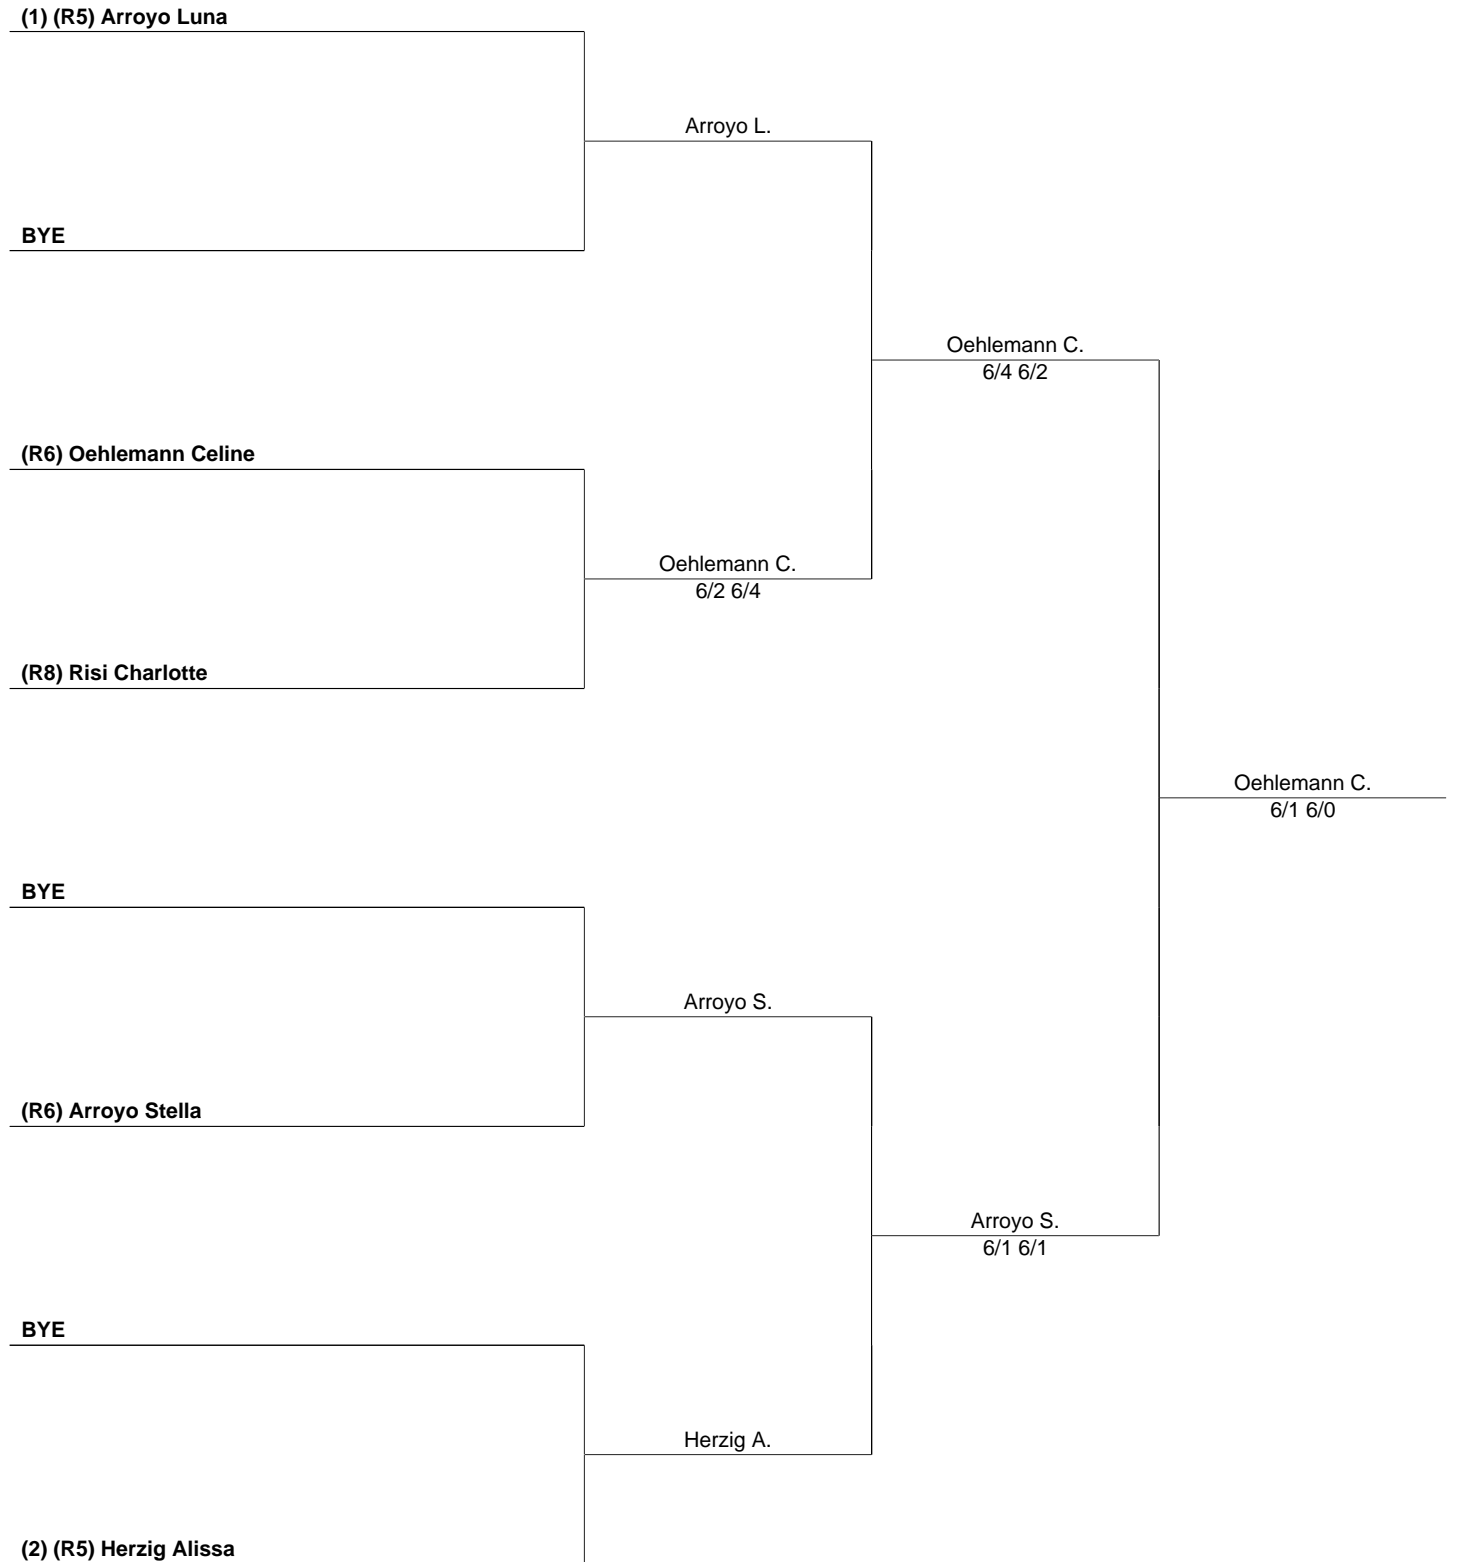 (1) (R5) Arroyo Luna
Arroyo L.
BYE
Oehlemann C.
6/4 6/2
(R6) Oehlemann Celine
Oehlemann C.
6/2 6/4
(R8) Risi Charlotte
Oehlemann C.
6/1 6/0
BYE
Arroyo S.
(R6) Arroyo Stella
Arroyo S.
6/1 6/1
BYE
Herzig A.
(2) (R5) Herzig Alissa